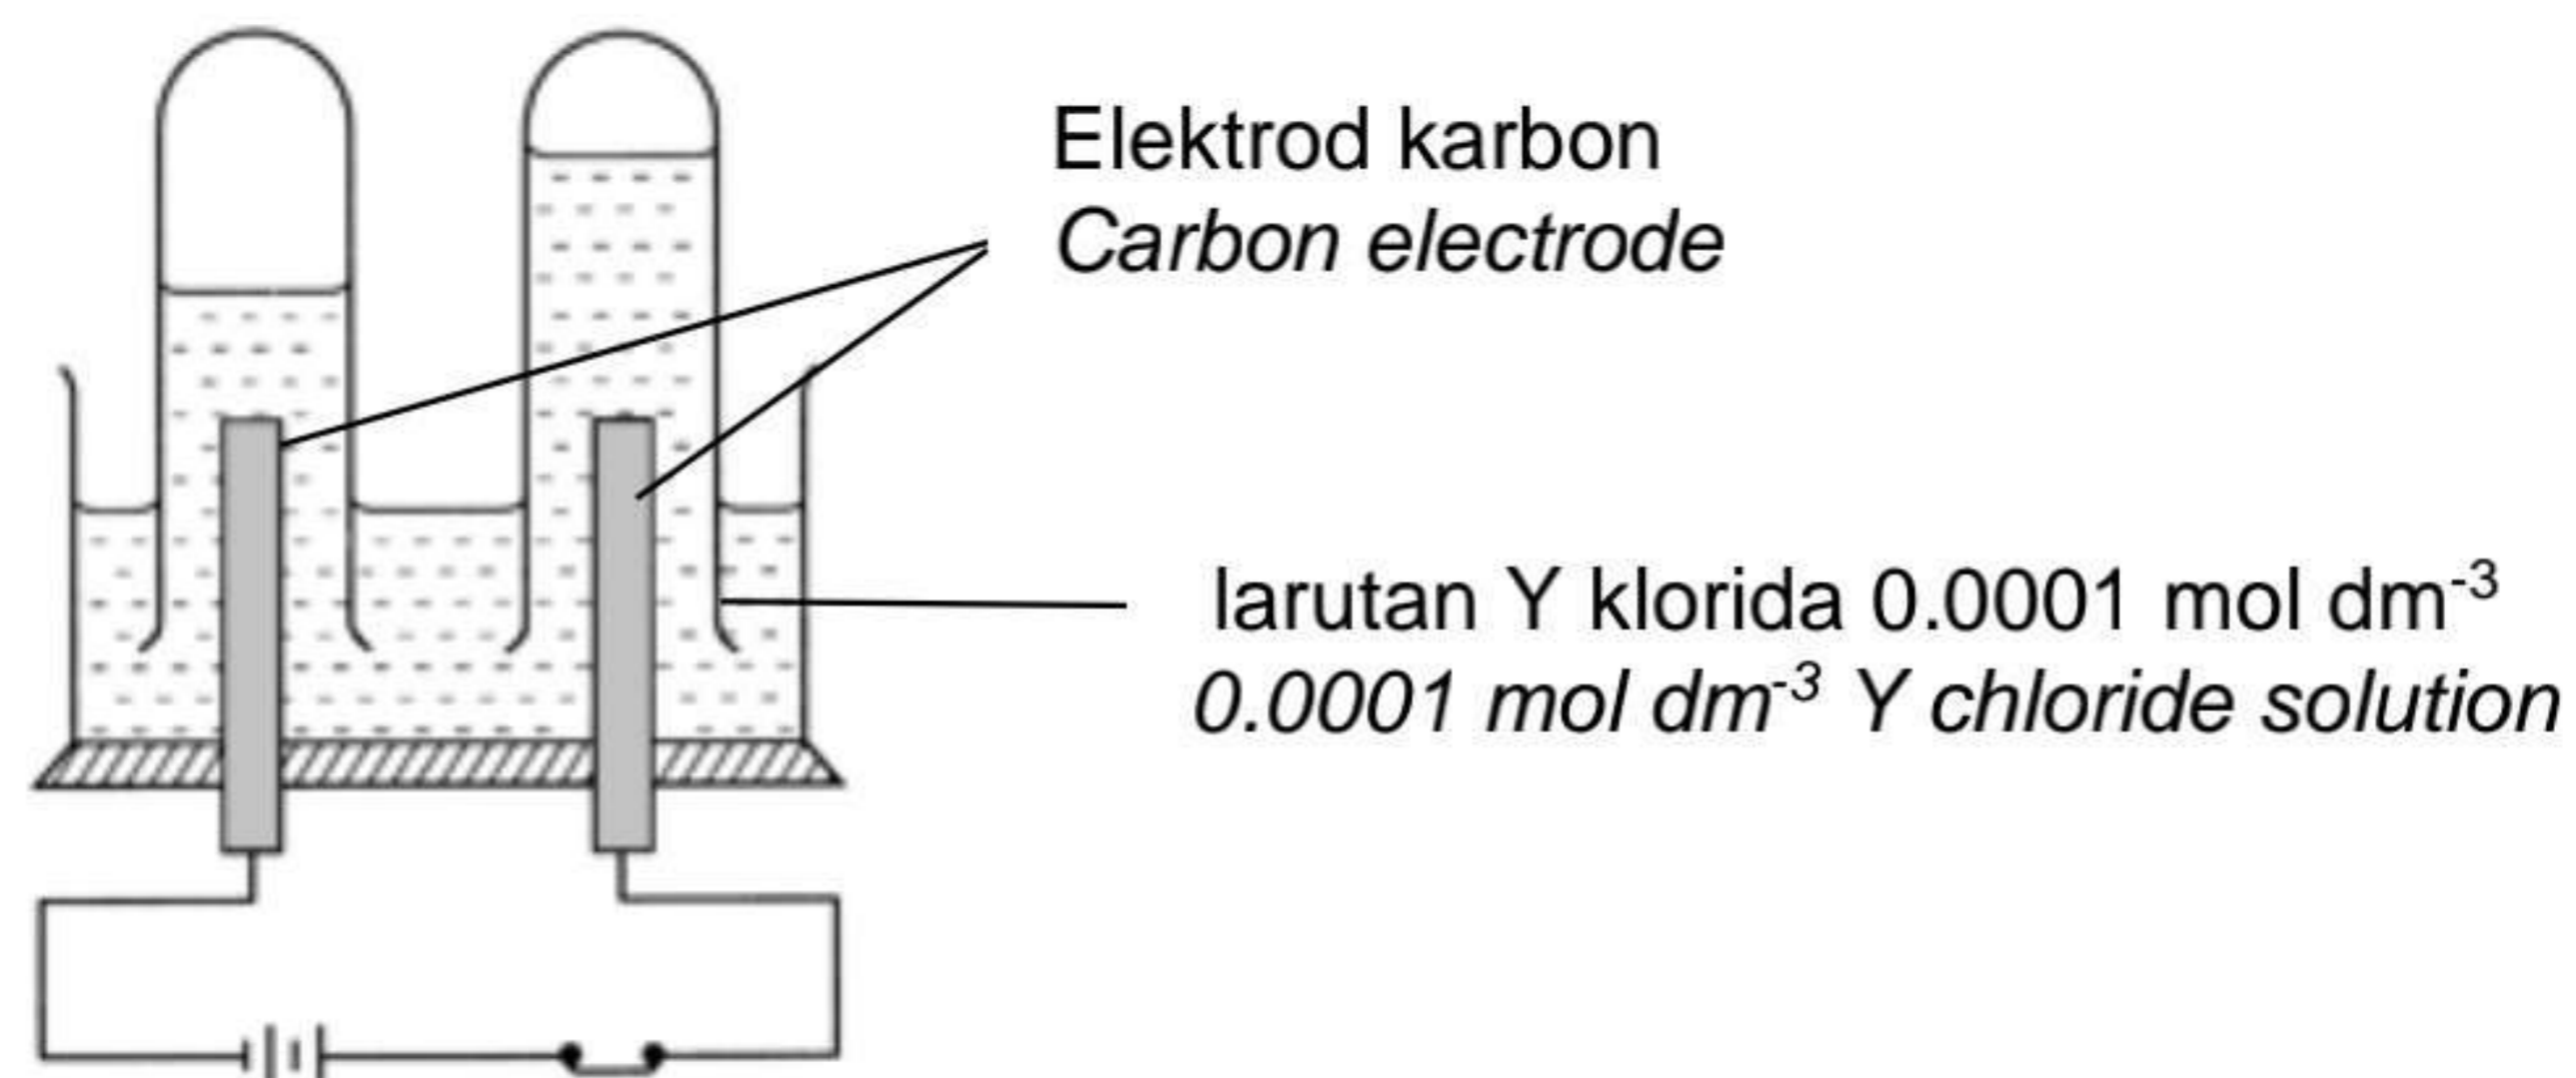 Elektrod karbon
Carbon electrode
larutan Y klorida 0.0001 mol dm⁻³
0.0001 mol dm⁻³ Y chloride solution